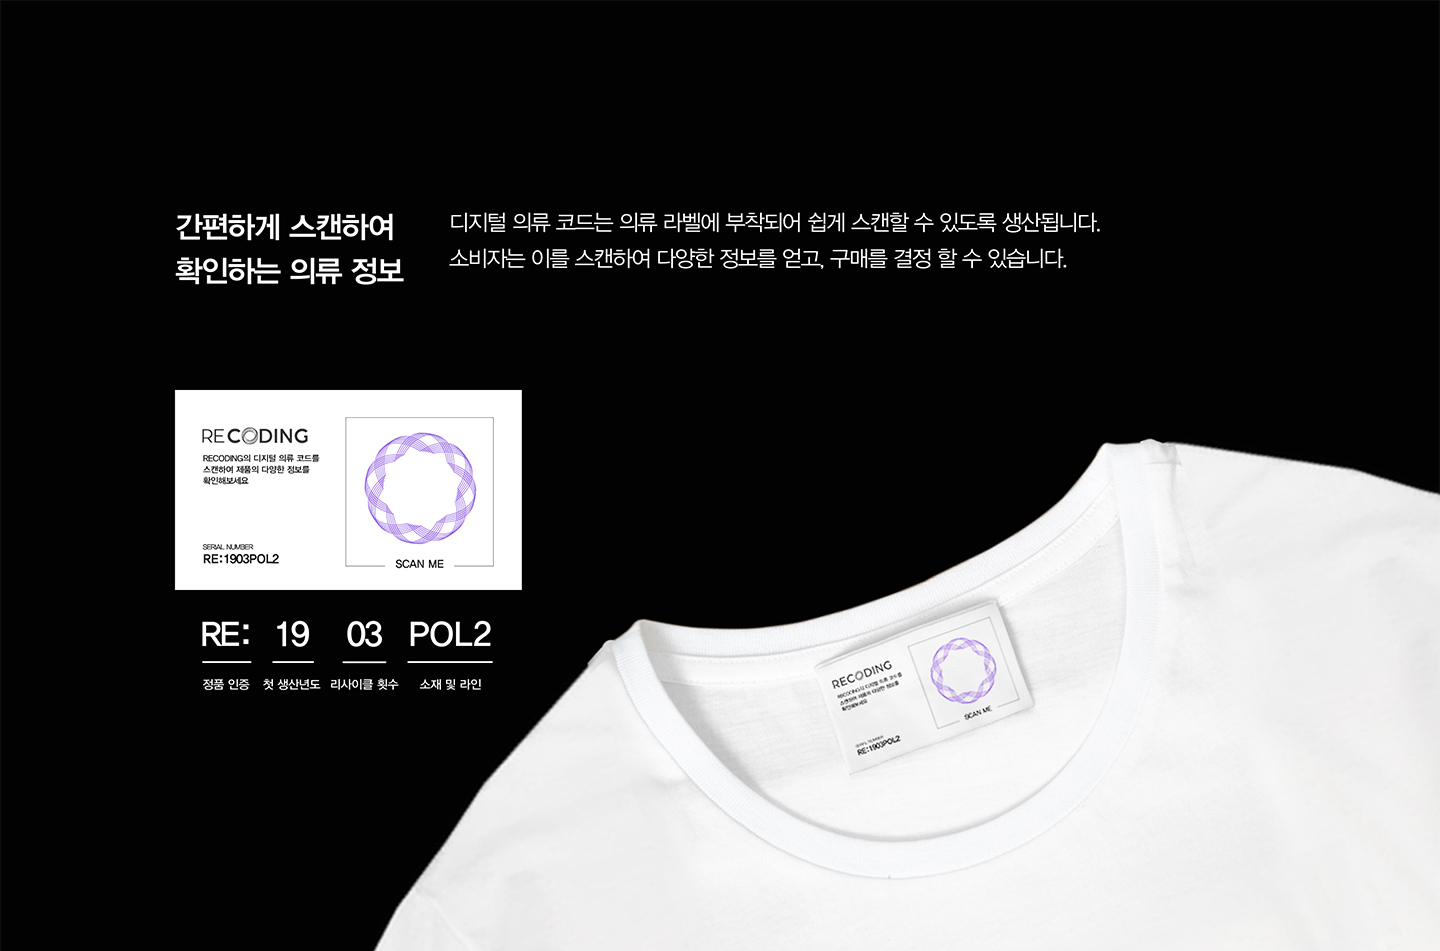 간편하게 스캔하여
확인하는 의류 정보
디지털 의류 코드는 의류 라벨에 부착되어 쉽게 스캔할 수 있도록 생산됩니다.
소비자는 이를 스캔하여 다양한 정보를 얻고, 구매를 결정 할 수 있습니다.
RECODING
RECODING의 디지털 의류 코드를
스캔하여 제품의 다양한 정보를
확인해보세요
SERIAL NUMBER
RE:1903POL2
SCAN ME
RE: 19 03 POL2
정품 인증 첫 생산년도 리사이클 횟수 소재 및 라인
RECODING
RECODING의 디지털 의류 코드를
스캔하여 제품의 다양한 정보를
확인해보세요
SERIAL NUMBER
RE:1903POL2
SCAN ME